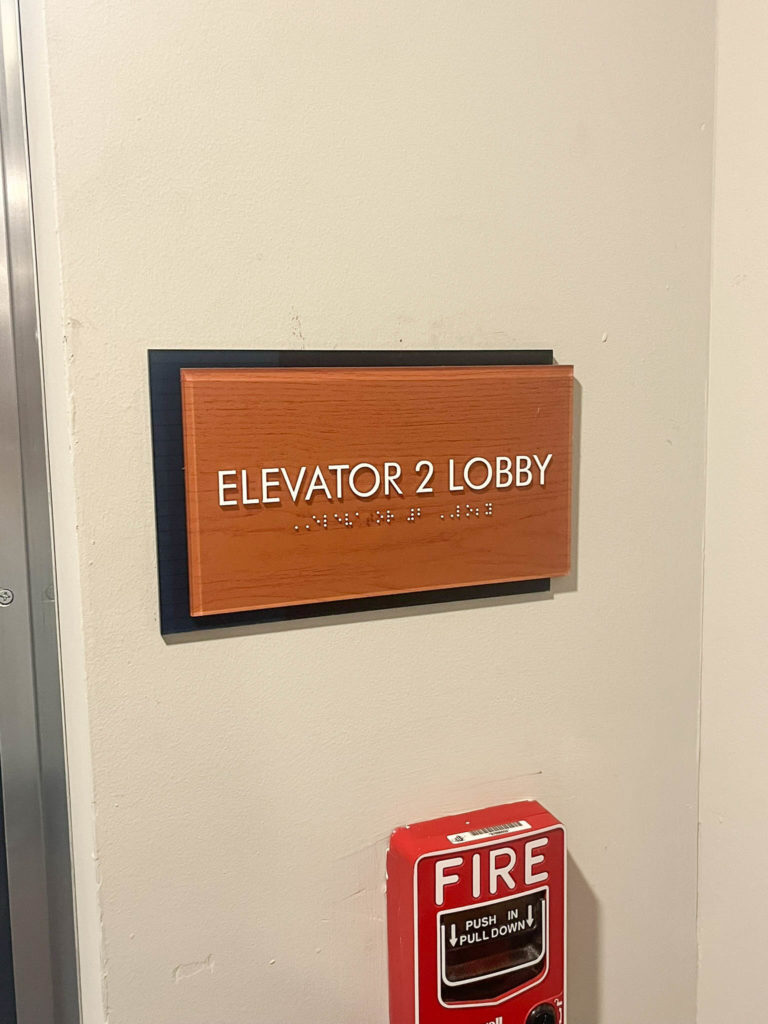 ELEVATOR 2 LOBBY
FIRE
PUSH IN
PULL DOWN